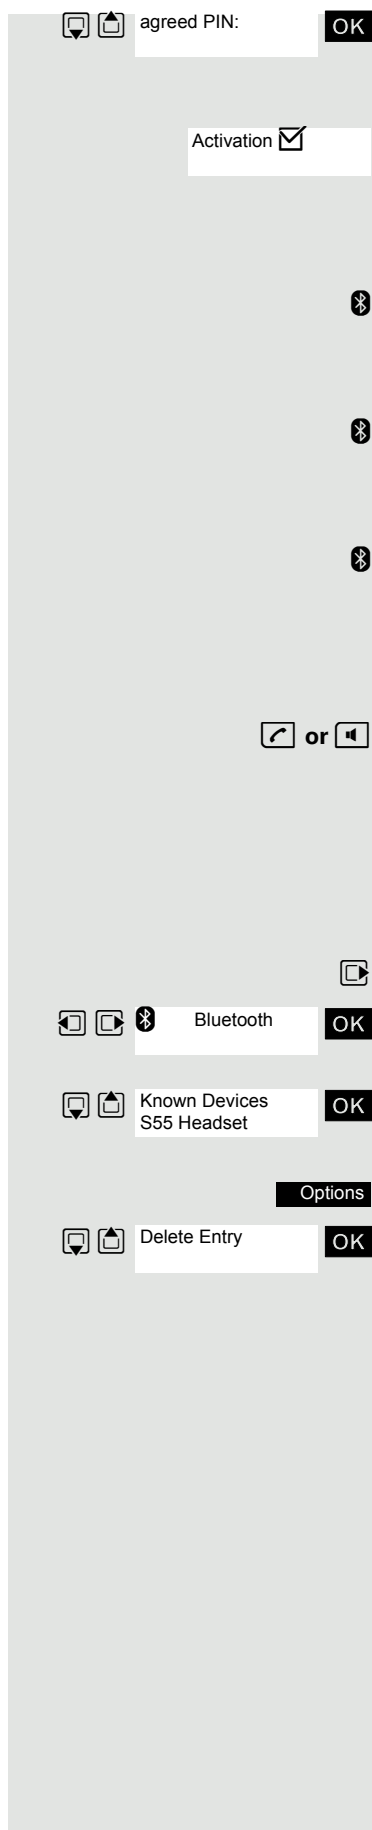 agreed PIN: OK
Activation
or
Bluetooth OK
Known Devices OK
S55 Headset
Options
Delete Entry OK